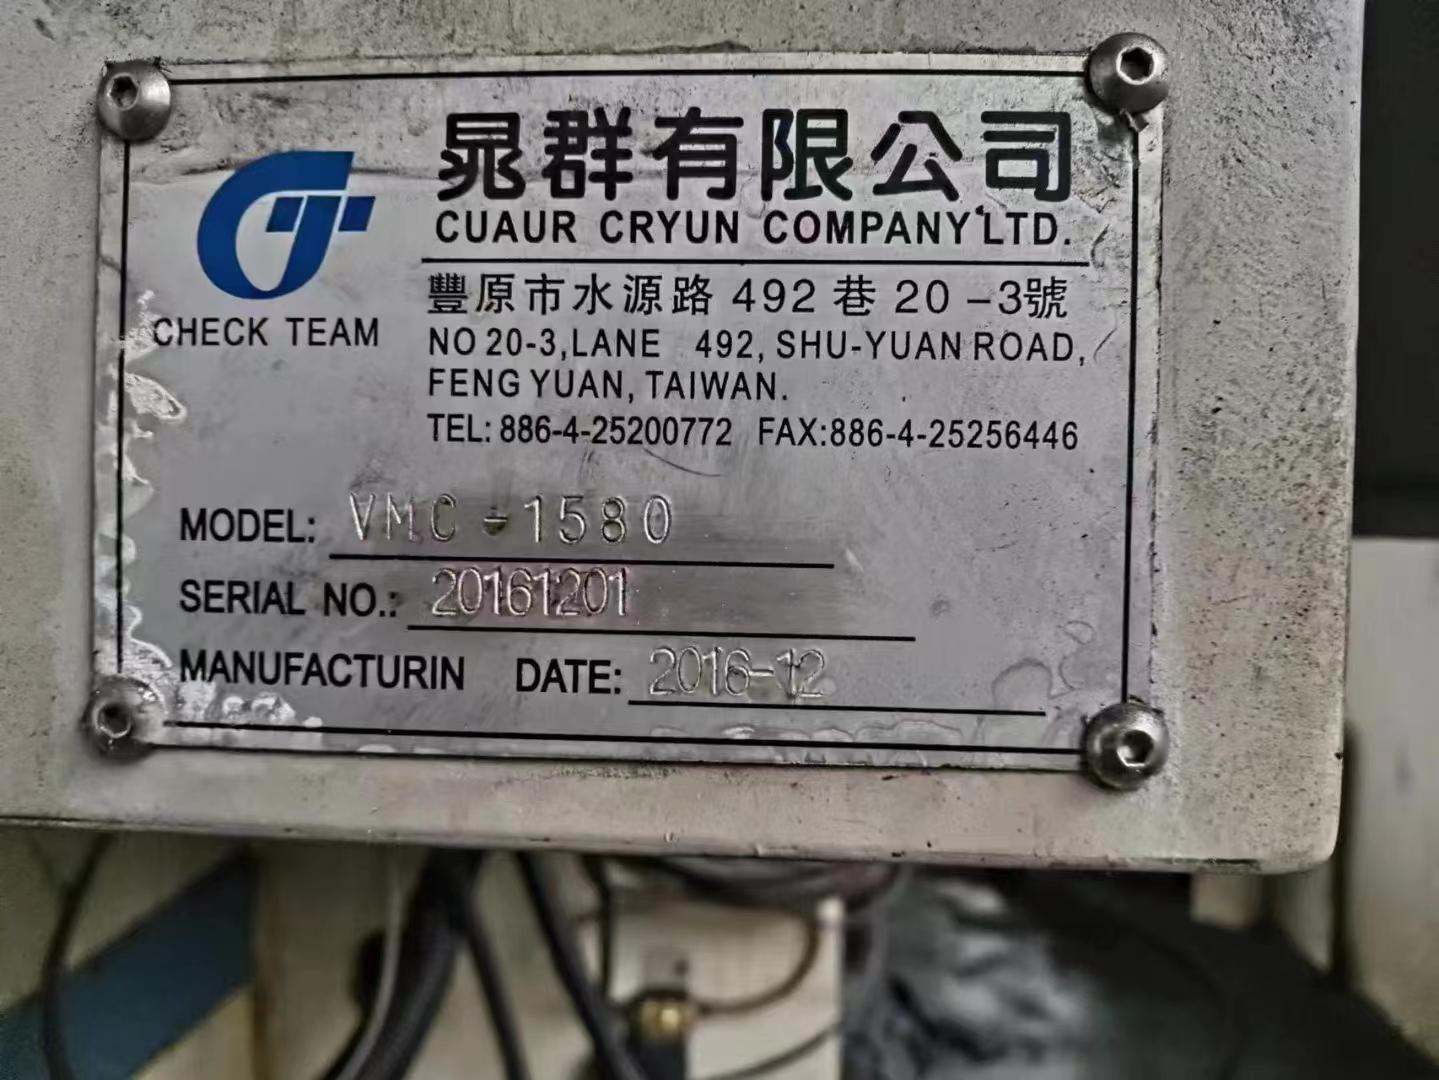 晁群有限公司
CUAUR CRYUN COMPANY LTD.
CHECK TEAM
豐原市水源路 492 巷 20 -3號
NO 20-3,LANE 492, SHU-YUAN ROAD,
FENG YUAN, TAIWAN.
TEL: 886-4-25200772 FAX:886-4-25256446
MODEL: VMC-1580
SERIAL NO.: 20161201
MANUFACTURIN DATE: 2016-12